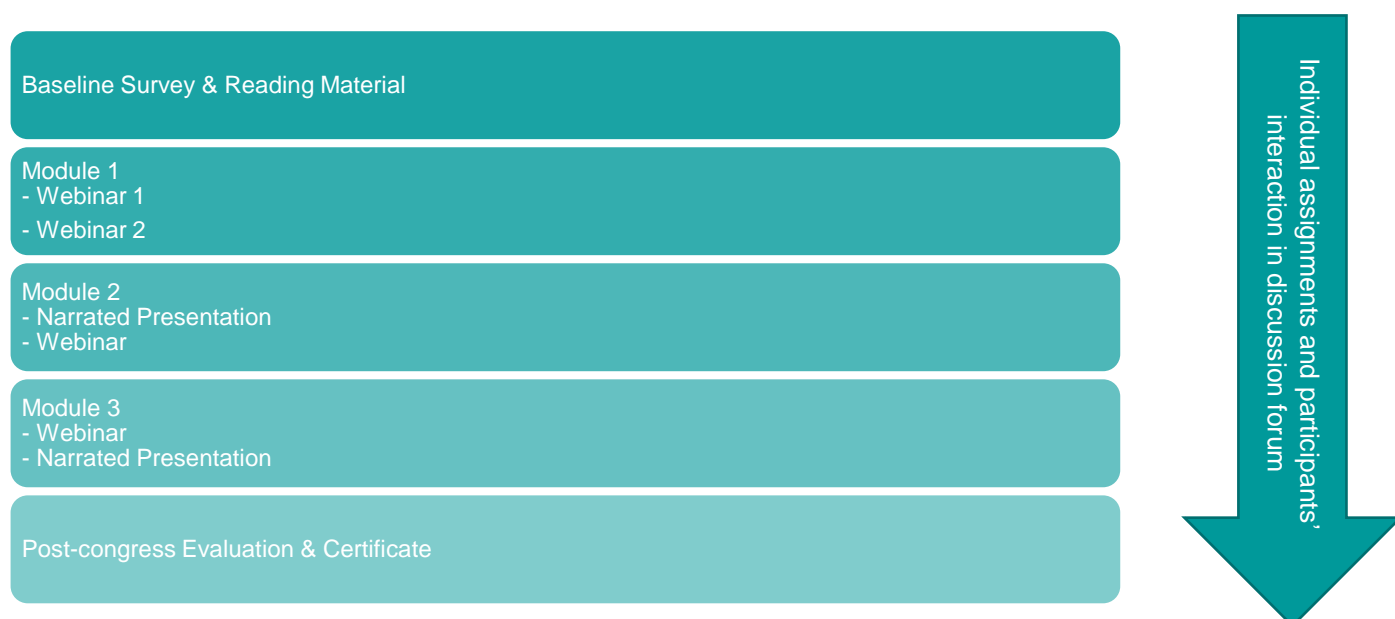 Baseline Survey & Reading Material
Module 1
- Webinar 1
- Webinar 2
Module 2
- Narrated Presentation
- Webinar
Module 3
- Webinar
- Narrated Presentation
Post-congress Evaluation & Certificate
Individual assignments and participants’
interaction in discussion forum